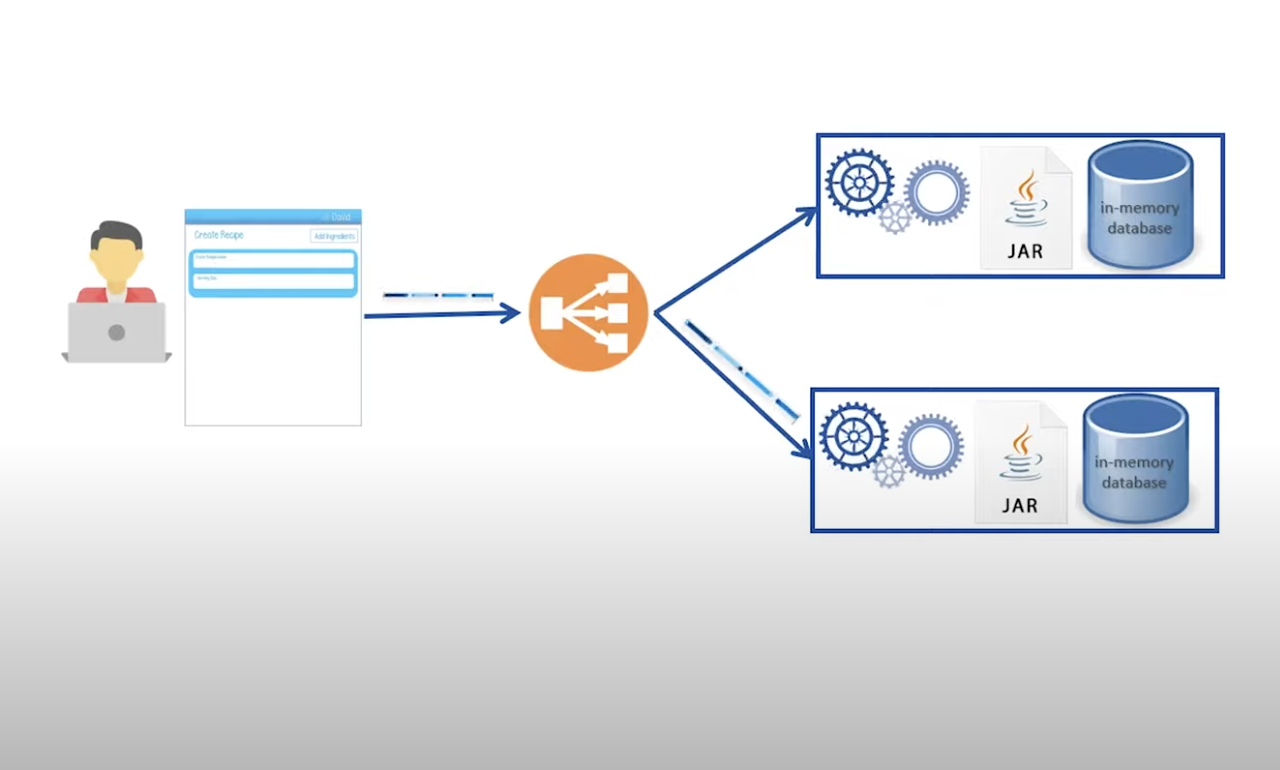 David
Create Recipe
Add Ingredients
JAR
in-memory
database
JAR
in-memory
database